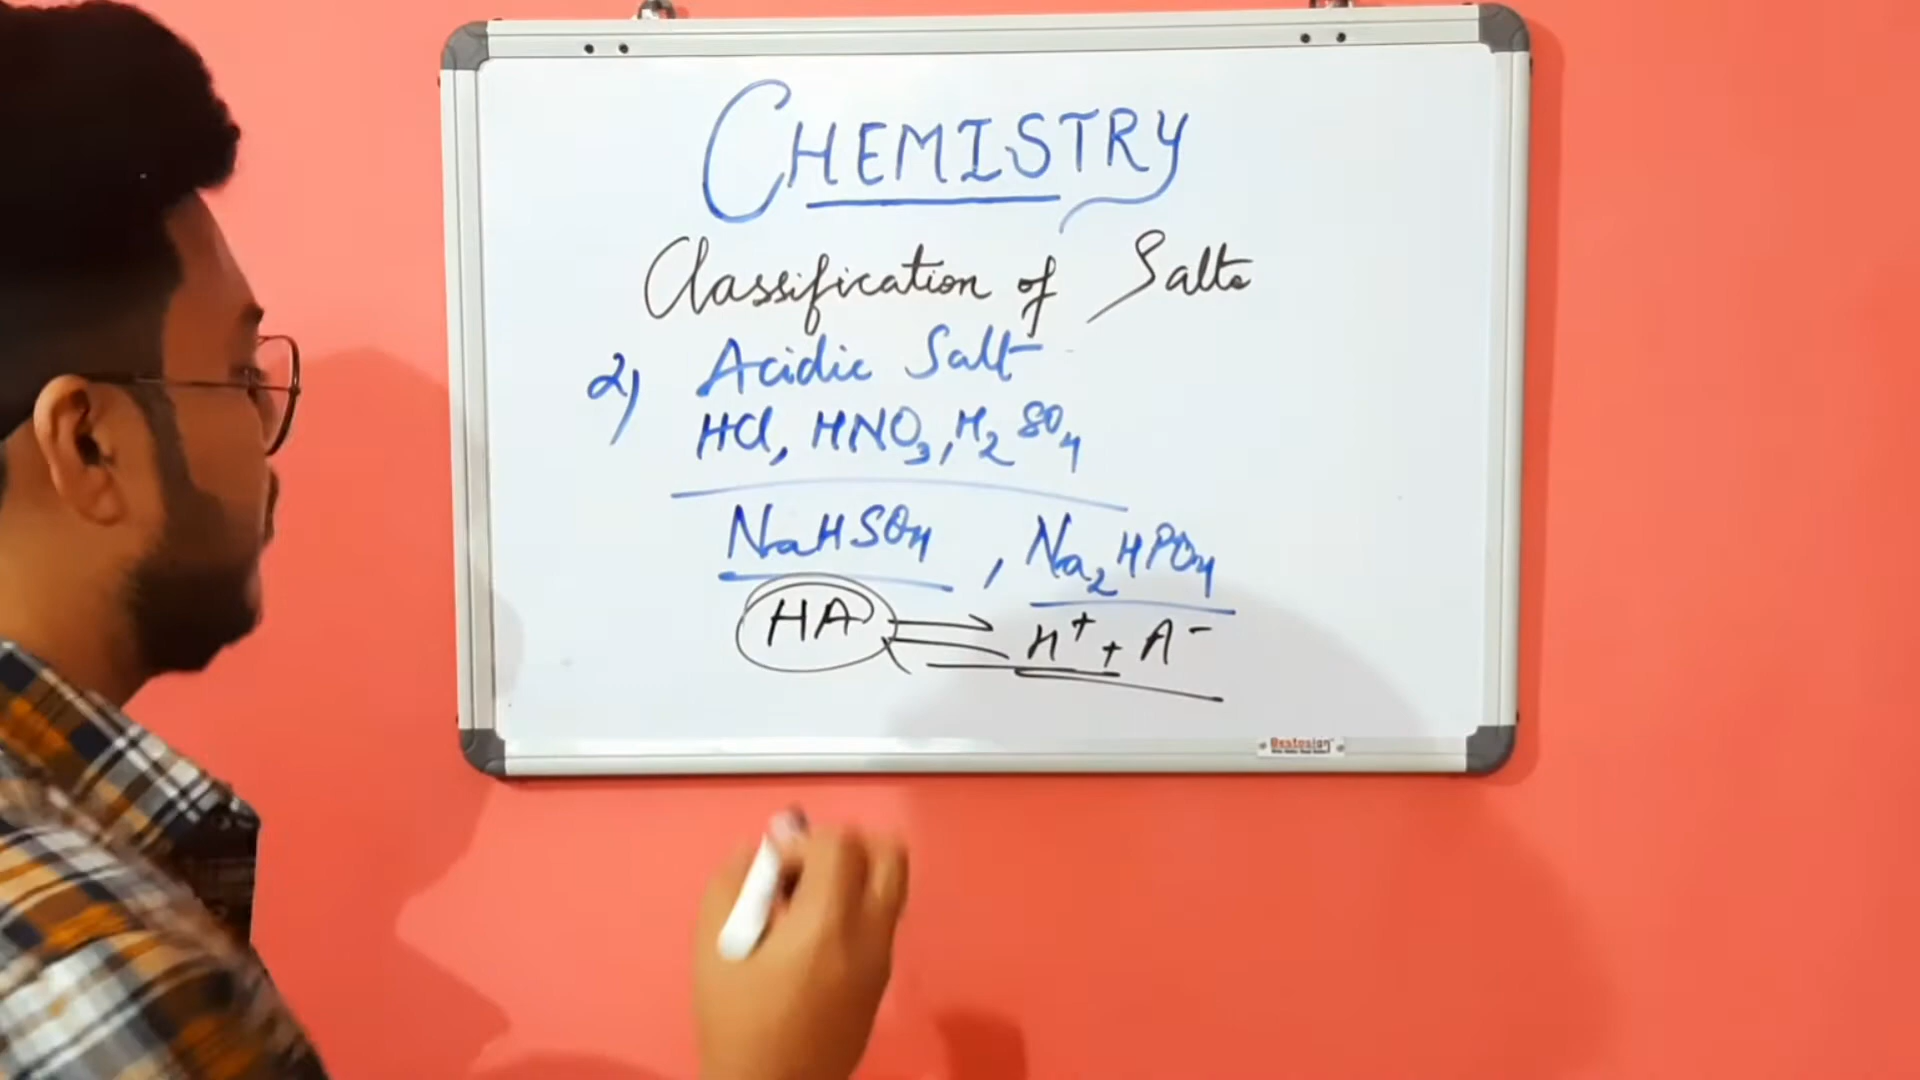 CHEMISTRY
Classification of Salts
2) Acidic Salt
HCl, HNO₃, H₂SO₄
NaHSO₄, Na₂HPO₄
HA ⇌ H⁺ + A⁻